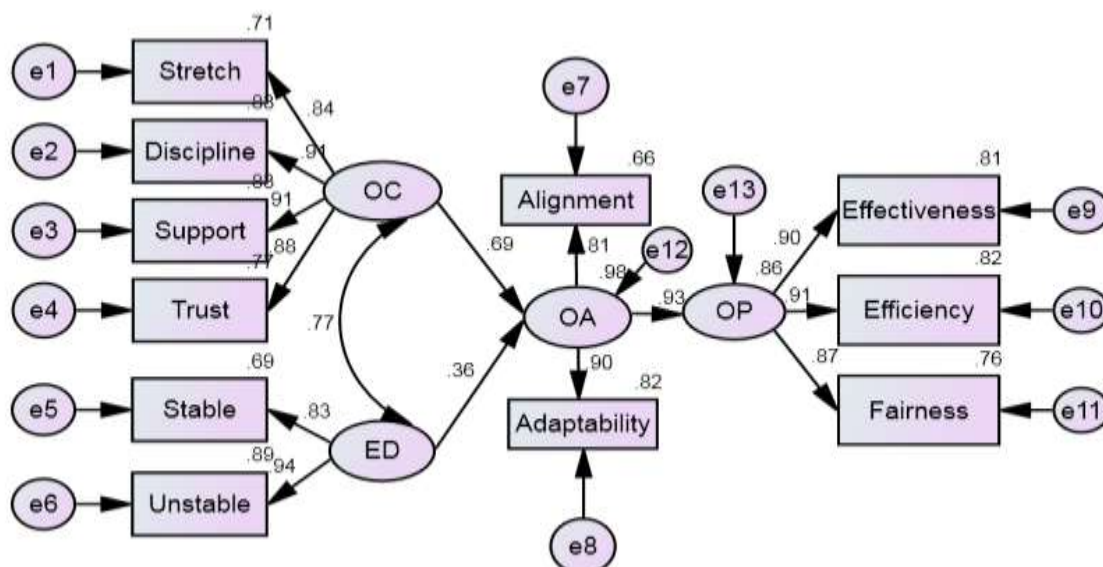 .71
e1
Stretch
.84
.83
e2
Discipline
.91
.83
e3
Support
.91
.77
e4
Trust
.88
OC
.77
.69
e5
Stable
.83
.89
e6
Unstable
.94
ED
.69
.36
e7
.66
Alignment
.81
.98
e12
OA
.90
.82
Adaptability
e8
.93
e13
.86
OP
.90
.81
Effectiveness
e9
.91
.82
Efficiency
e10
.87
.76
Fairness
e11